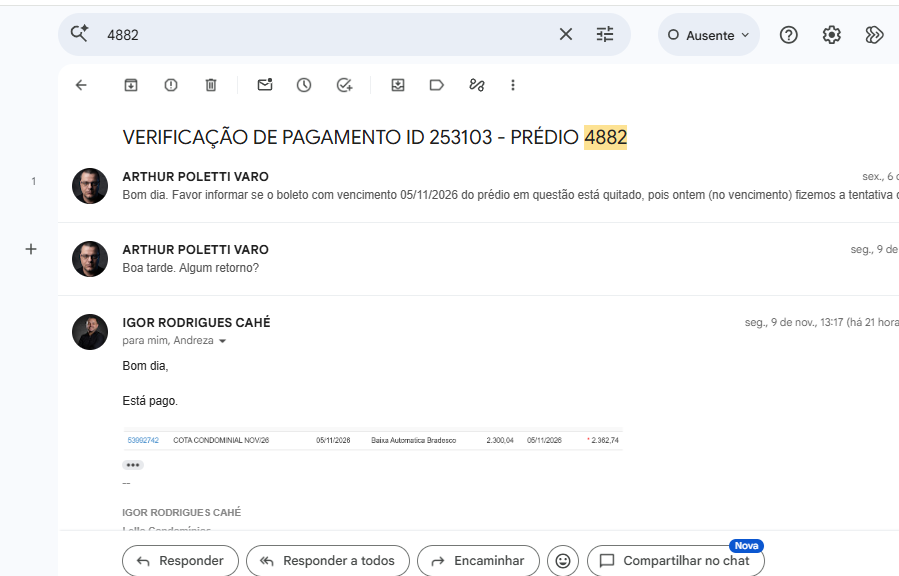 4882
Ausente
VERIFICAÇÃO DE PAGAMENTO ID 253103 - PRÉDIO 4882
1
ARTHUR POLETTI VARO
sex., 6 d
Bom dia. Favor informar se o boleto com vencimento 05/11/2026 do prédio em questão está quitado, pois ontem (no vencimento) fizemos a tentativa
ARTHUR POLETTI VARO
seg., 9 de
Boa tarde. Algum retorno?
IGOR RODRIGUES CAHÉ
seg., 9 de nov., 13:17 (há 21 hora
para mim, Andreza
Bom dia,
Está pago.
53992742 COTA CONDOMINIAL NOV/26 05/11/2026 Baixa Automatica Bradesco 2.300,04 05/11/2026 * 2.362,74
--
IGOR RODRIGUES CAHÉ
Lello Condomínios
Nova
Responder
Responder a todos
Encaminhar
Compartilhar no chat